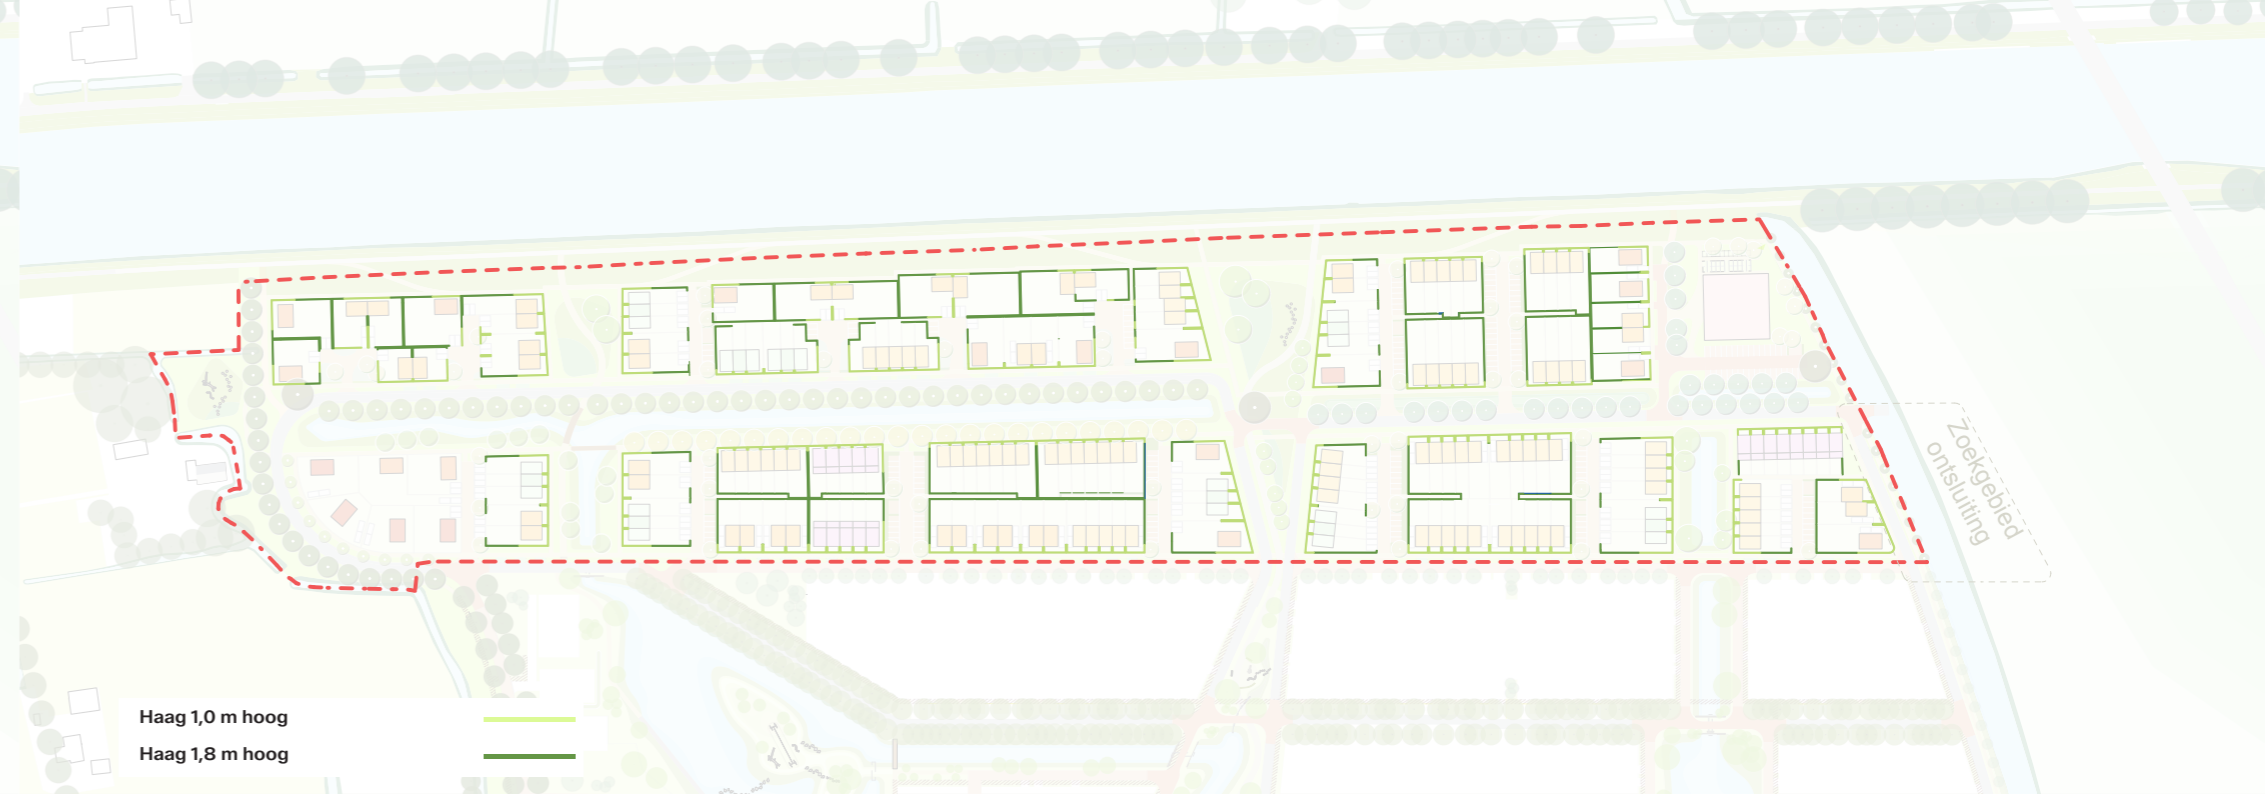 Zoekgebied
ontsluiting
Haag 1,0 m hoog
Haag 1,8 m hoog